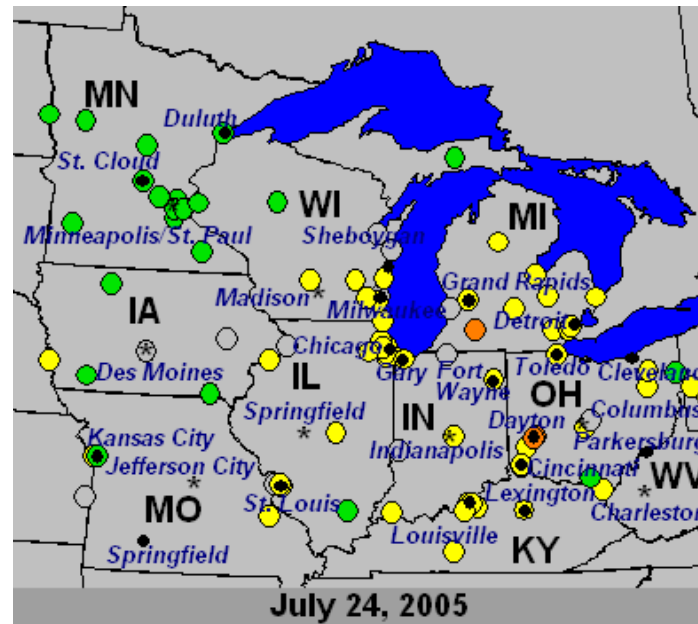 MN
Duluth
St. Cloud
WI
MI
Minneapolis/St. Paul
Sheboygan
Grand Rapids
Madison
Milwaukee
IA
Detroit
Chicago
Des Moines
IL
Gary
Fort Wayne
Toledo
Cleveland
OH
Springfield
IN
Dayton
Columbus
Kansas City
Indianapolis
Parkersburg
Jefferson City
Cincinnati
WV
St. Louis
Lexington
MO
Charleston
Louisville
KY
Springfield
July 24, 2005